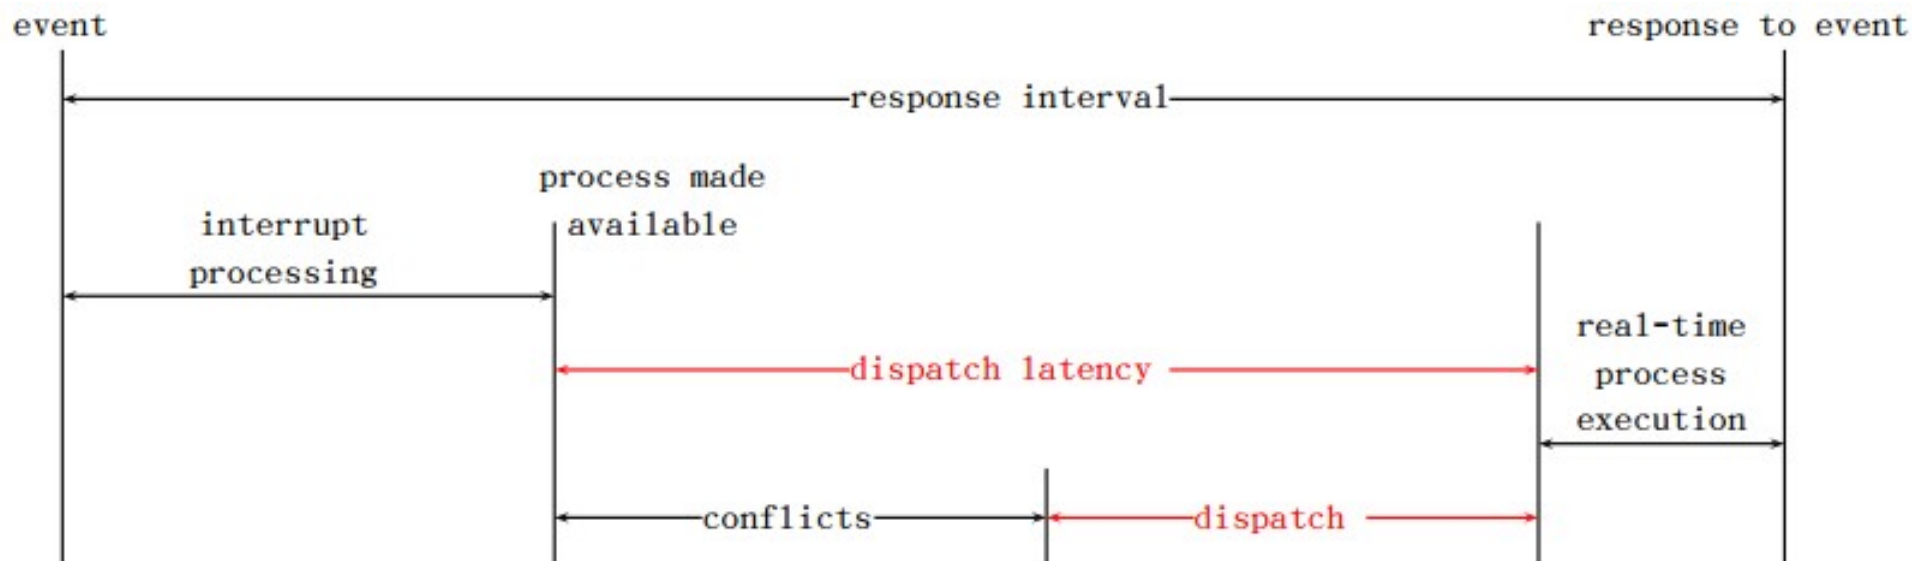 event
response to event
response interval
process made
available
interrupt
processing
real-time
process
execution
dispatch latency
conflicts
dispatch